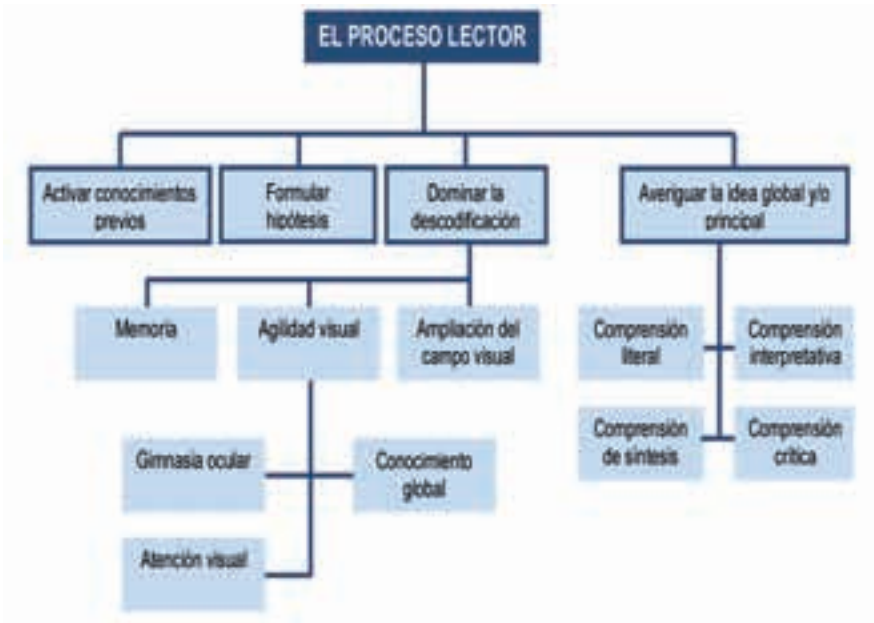 EL PROCESO LECTOR
Activar conocimientos
previos
Formular
hipótesis
Dominar la
descodificación
Averiguar la idea global y/o
principal
Memoria
Agilidad visual
Ampliación del
campo visual
Comprensión
literal
Comprensión
interpretativa
Comprensión
de síntesis
Comprensión
crítica
Gimnasia ocular
Conocimiento
global
Atención visual